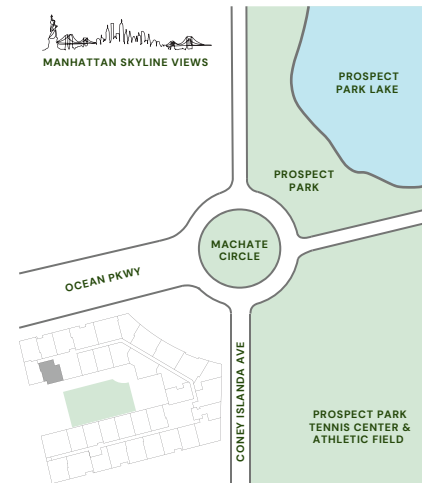 MANHATTAN SKYLINE VIEWS
PROSPECT
PARK LAKE
PROSPECT
PARK
MACHATE
CIRCLE
OCEAN PKWY
CONEY ISLANDA AVE
PROSPECT PARK
TENNIS CENTER &
ATHLETIC FIELD